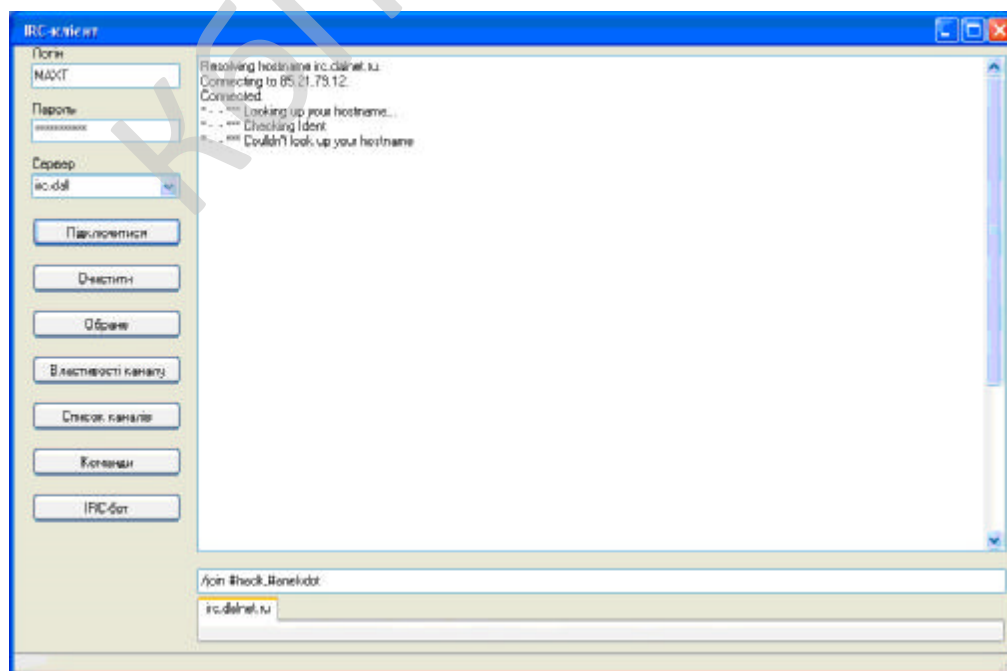 IRC-клієнт
Логін
MAXT
Пароль
Сервер
irc.dal
Підключитися
Очистити
Обране
Властивості каналу
Список каналів
Команди
IRC-бот
Resolving hostname irc.dalnet.ru
Connecting to 85.21.79.12
Connected
*** Looking up your hostname...
*** Checking Ident
*** Couldn't look up your hostname
/join #hack,#anekdot
irc.dalnet.ru